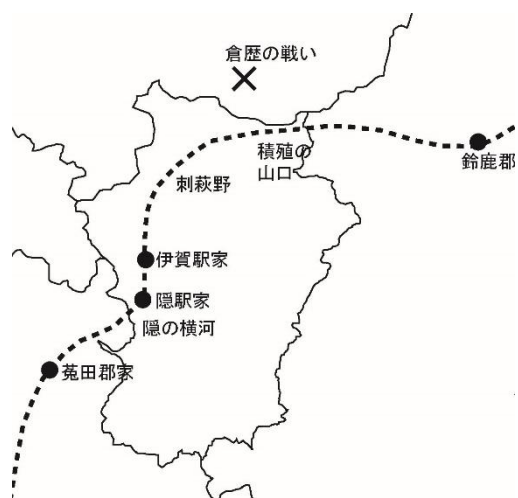 倉歴の戦い
積殖の
山口
鈴鹿郡
刺萩野
伊賀駅家
隠駅家
隠の横河
菟田郡家